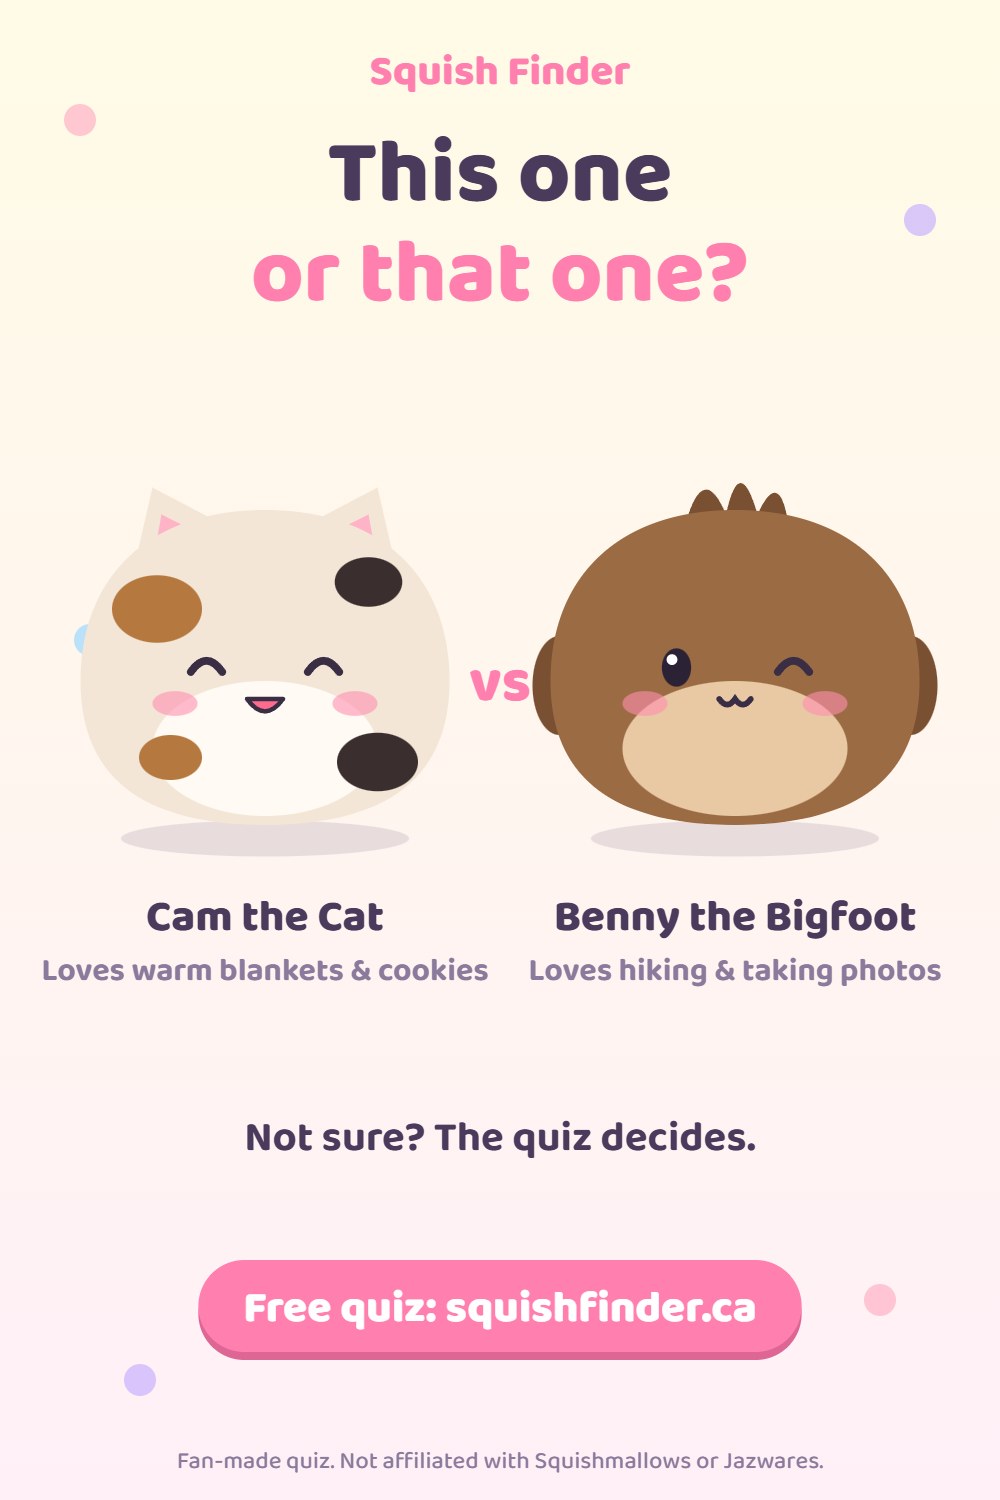 Squish Finder
This one
or that one?
vs
Cam the Cat
Loves warm blankets & cookies
Benny the Bigfoot
Loves hiking & taking photos
Not sure? The quiz decides.
Free quiz: squishfinder.ca
Fan-made quiz. Not affiliated with Squishmallows or Jazwares.